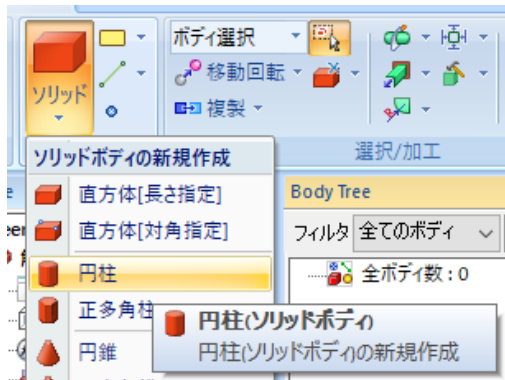 ボディ選択
移動回転
複製
ソリッド
選択/加工
ソリッドボディの新規作成
直方体[長さ指定]
直方体[対角指定]
円柱
正多角柱
円錐
Body Tree
フィルタ 全てのボディ
全ボディ数：0
円柱(ソリッドボディ)
円柱(ソリッドボディ)の新規作成